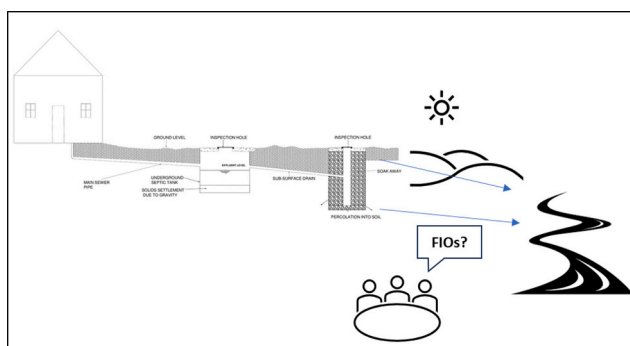 GROUND LEVEL
INSPECTION HOLE
INSPECTION HOLE
EFFLUENT LEVEL
MAIN SEWER
PIPE
UNDERGROUND
SEPTIC TANK
SOLIDS SETTLEMENT
DUE TO GRAVITY
SUB-SURFACE DRAIN
SOAK AWAY
PERCOLATION INTO SOIL
FIOs?